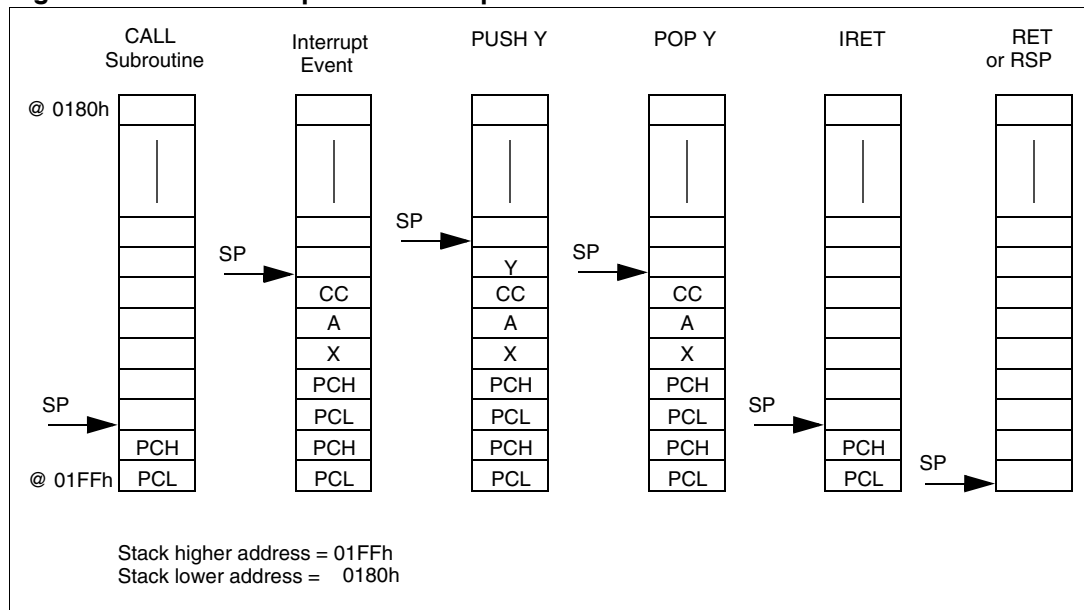 CALL
Subroutine
Interrupt
Event
PUSH Y
POP Y
IRET
RET
or RSP
@ 0180h
SP
PCH
@ 01FFh PCL
SP
CC
A
X
PCH
PCL
PCH
PCL
SP
Y
CC
A
X
PCH
PCL
PCH
PCL
SP
CC
A
X
PCH
PCL
PCH
PCL
SP
PCH
PCL
SP
Stack higher address = 01FFh
Stack lower address = 0180h